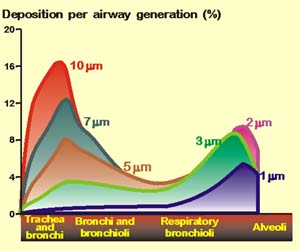 Deposition per airway generation (%)
20
16
12
8
4
0
10 µm
7 µm
5 µm
3 µm
2 µm
1 µm
Trachea
and
bronchi
Bronchi and
bronchioli
Respiratory
bronchioli
Alveoli